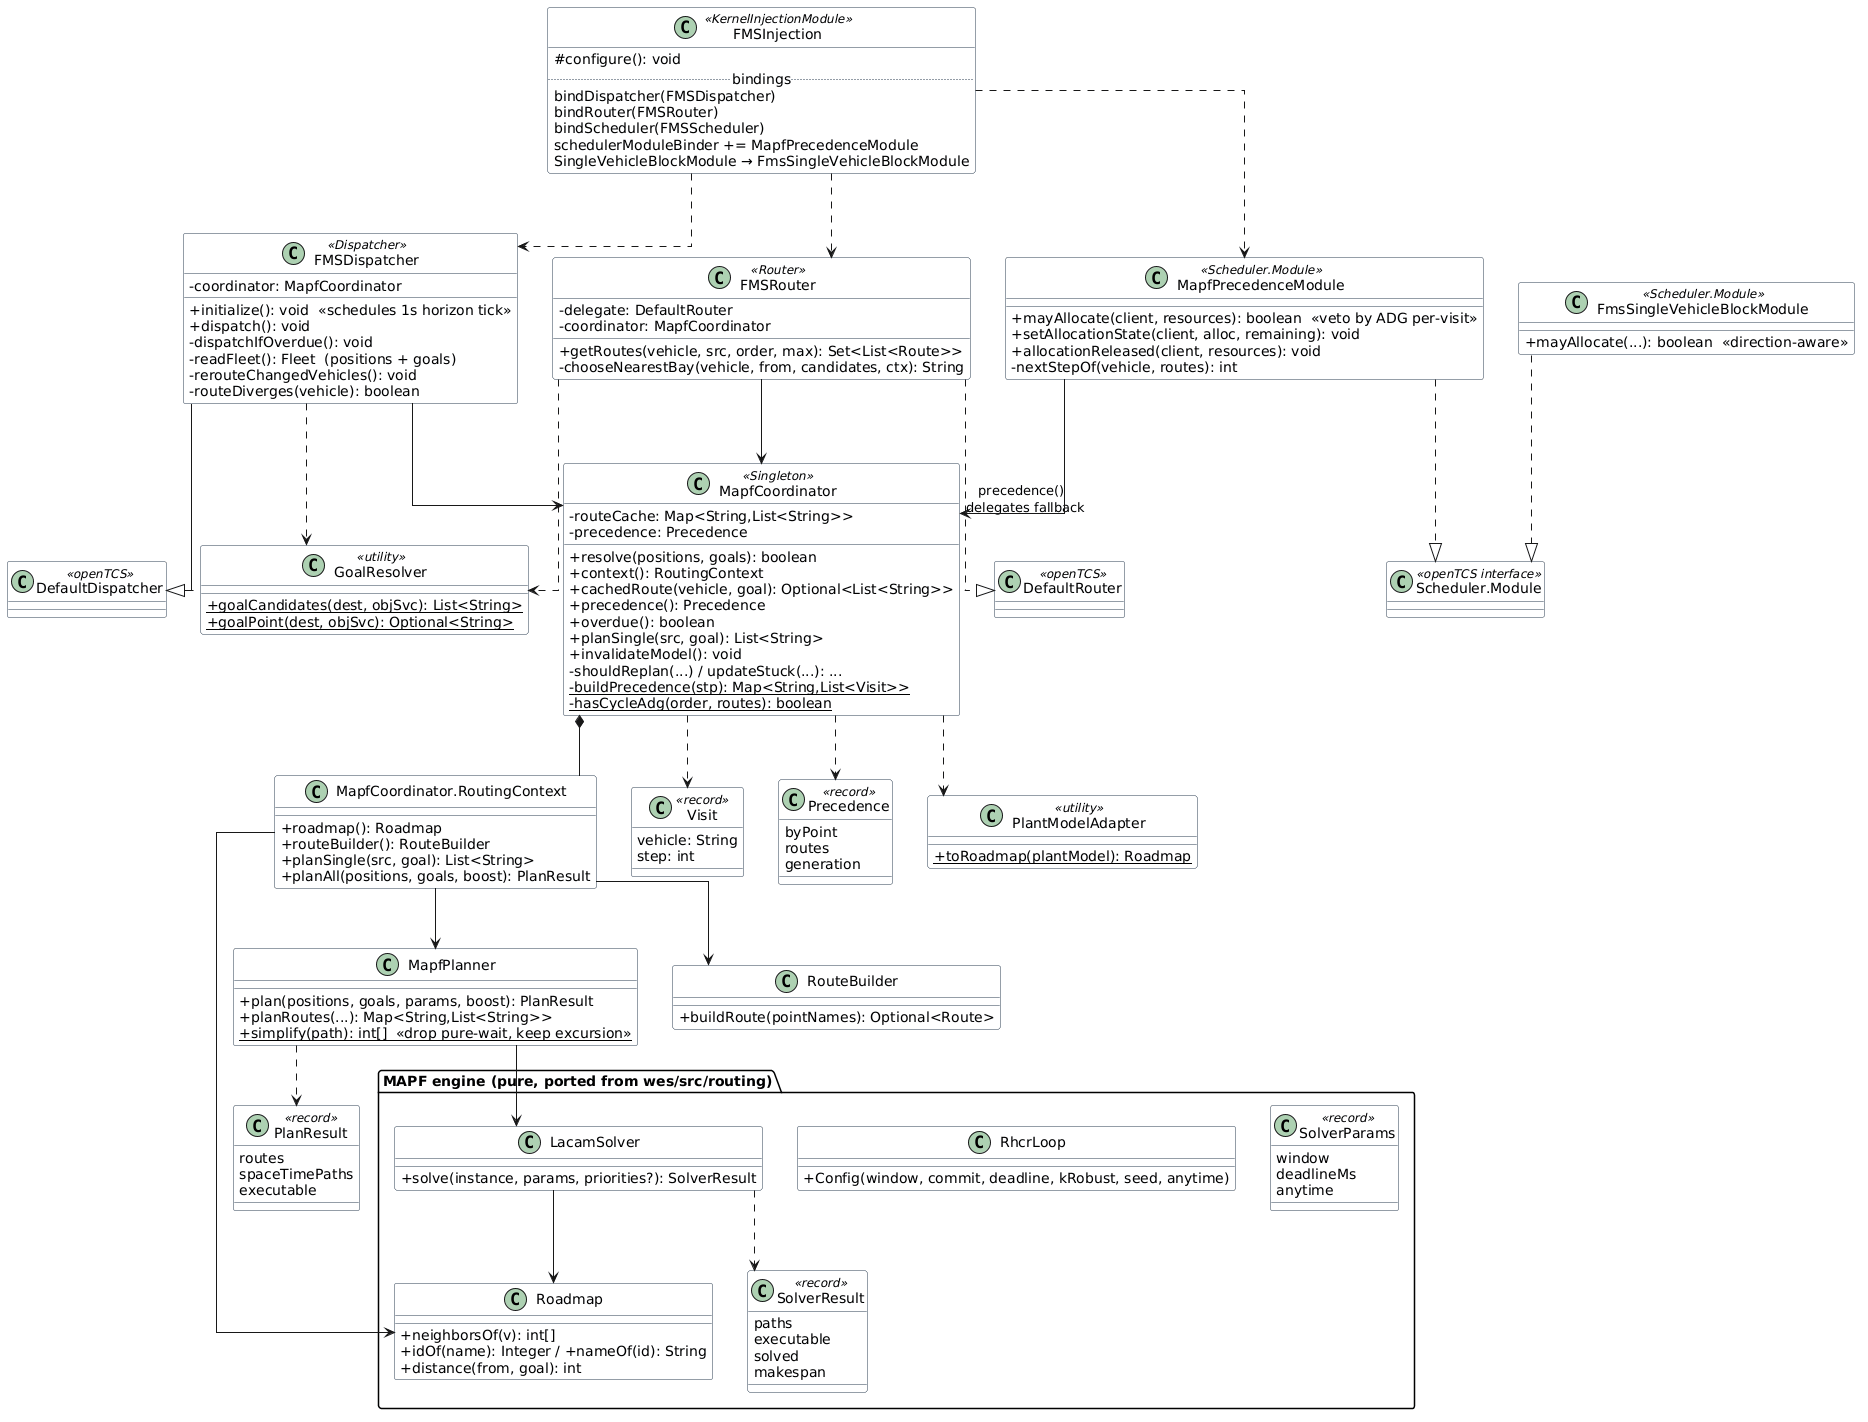 «KernelInjectionModule»
FMSInjection
#configure(): void
bindings
bindDispatcher(FMSDispatcher)
bindRouter(FMSRouter)
bindScheduler(FMSScheduler)
schedulerModuleBinder += MapfPrecedenceModule
SingleVehicleBlockModule → FmsSingleVehicleBlockModule
«Dispatcher»
FMSDispatcher
-coordinator: MapfCoordinator
+initialize(): void «schedules 1s horizon tick»
+dispatch(): void
-dispatchIfOverdue(): void
-readFleet(): Fleet (positions + goals)
-rerouteChangedVehicles(): void
-routeDiverges(vehicle): boolean
«Router»
FMSRouter
-delegate: DefaultRouter
-coordinator: MapfCoordinator
+getRoutes(vehicle, src, order, max): Set<List<Route>>
-chooseNearestBay(vehicle, from, candidates, ctx): String
«Scheduler.Module»
MapfPrecedenceModule
+mayAllocate(client, resources): boolean «veto by ADG per-visit»
+setAllocationState(client, alloc, remaining): void
+allocationReleased(client, resources): void
-nextStepOf(vehicle, routes): int
«Scheduler.Module»
FmsSingleVehicleBlockModule
+mayAllocate(...): boolean «direction-aware»
«Singleton»
MapfCoordinator
-routeCache: Map<String,List<String>>
-precedence: Precedence
+resolve(positions, goals): boolean
+context(): RoutingContext
+cachedRoute(vehicle, goal): Optional<List<String>>
+precedence(): Precedence
+overdue(): boolean
+planSingle(src, goal): List<String>
+invalidateModel(): void
-shouldReplan(...) / updateStuck(...): ...
-buildPrecedence(stp): Map<String,List<Visit>>
-hasCycleAdg(order, routes): boolean
precedence()
delegates fallback
«openTCS»
DefaultDispatcher
«utility»
GoalResolver
+goalCandidates(dest, objSvc): List<String>
+goalPoint(dest, objSvc): Optional<String>
«openTCS»
DefaultRouter
«openTCS interface»
Scheduler.Module
MapfCoordinator.RoutingContext
+roadmap(): Roadmap
+routeBuilder(): RouteBuilder
+planSingle(src, goal): List<String>
+planAll(positions, goals, boost): PlanResult
«record»
Visit
vehicle: String
step: int
«record»
Precedence
byPoint
routes
generation
«utility»
PlantModelAdapter
+toRoadmap(plantModel): Roadmap
MapfPlanner
+plan(positions, goals, params, boost): PlanResult
+planRoutes(...): Map<String,List<String>>
+simplify(path): int[] «drop pure-wait, keep excursion»
RouteBuilder
+buildRoute(pointNames): Optional<Route>
MAPF engine (pure, ported from wes/src/routing)
«record»
PlanResult
routes
spaceTimePaths
executable
LacamSolver
+solve(instance, params, priorities?): SolverResult
RhcrLoop
+Config(window, commit, deadline, kRobust, seed, anytime)
«record»
SolverParams
window
deadlineMs
anytime
Roadmap
+neighborsOf(v): int[]
+idOf(name): Integer / +nameOf(id): String
+distance(from, goal): int
«record»
SolverResult
paths
executable
solved
makespan